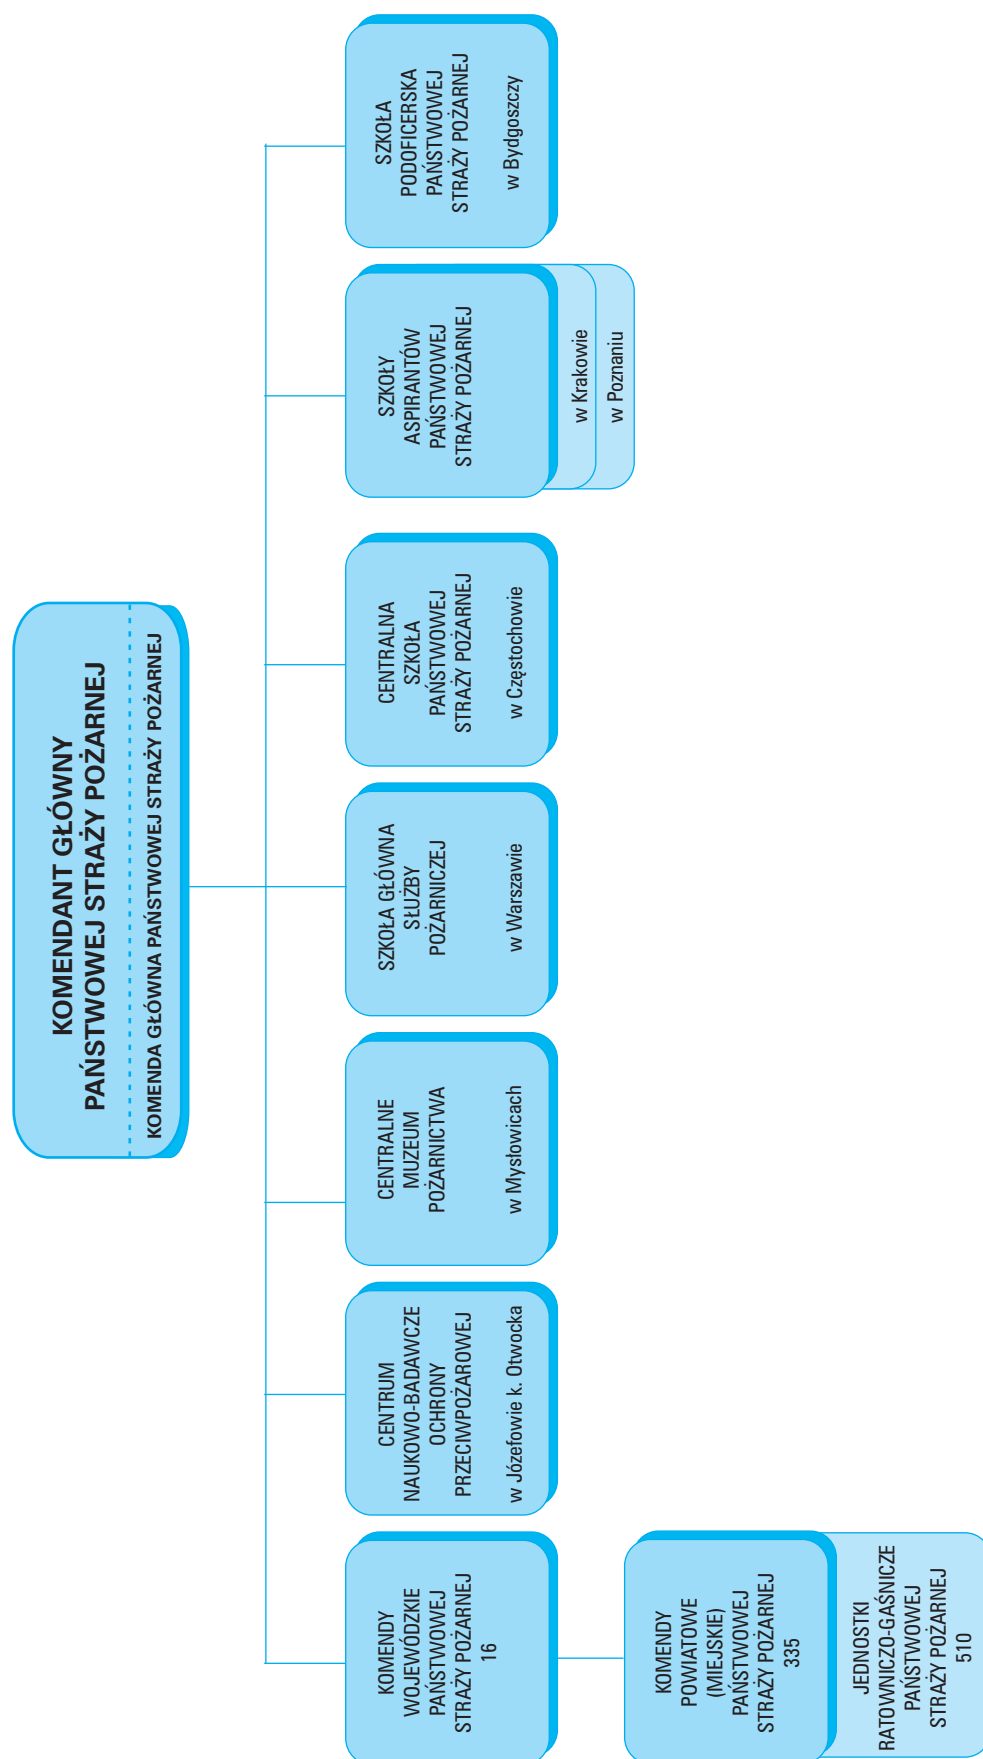 KOMENDANT GŁÓWNY
PAŃSTWOWEJ STRAŻY POŻARNEJ
KOMENDA GŁÓWNA PAŃSTWOWEJ STRAŻY POŻARNEJ
KOMENDY
WOJEWÓDZKIE
PAŃSTWOWEJ
STRAŻY POŻARNEJ
16
CENTRUM
NAUKOWO-BADAWCZE
OCHRONY
PRZECIWPOŻAROWEJ
w Józefowie k. Otwocka
CENTRALNE
MUZEUM
POŻARNICTWA
w Mysłowicach
SZKOŁA GŁÓWNA
SŁUŻBY
POŻARNICZEJ
w Warszawie
CENTRALNA
SZKOŁA
PAŃSTWOWEJ
STRAŻY POŻARNEJ
w Częstochowie
SZKOŁY
ASPIRANTÓW
PAŃSTWOWEJ
STRAŻY POŻARNEJ
w Krakowie
w Poznaniu
SZKOŁA
PODOFICERSKA
PAŃSTWOWEJ
STRAŻY POŻARNEJ
w Bydgoszczy
KOMENDY
POWIATOWE
(MIEJSKIE)
PAŃSTWOWEJ
STRAŻY POŻARNEJ
335
JEDNOSTKI
RATOWNICZO-GAŚNICZE
PAŃSTWOWEJ
STRAŻY POŻARNEJ
510